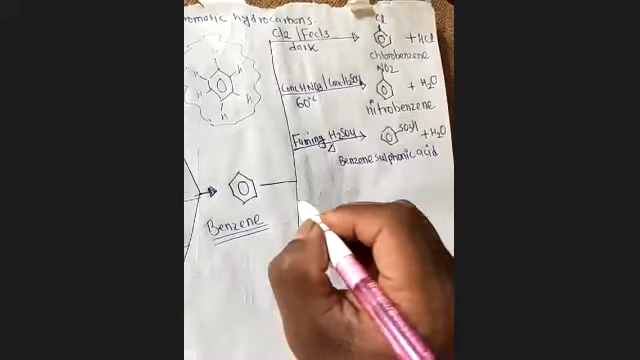 romatic hydrocarbons.
Cl2 | FeCl3
dark
Cl
+ HCl
chlorobenzene
Conc HNO3 / Conc H2SO4
60°C
NO2
+ H2O
nitrobenzene
Fuming H2SO4
Δ
SO3H
+ H2O
Benzene sulphonic acid
H
H
H
H
H
Benzene